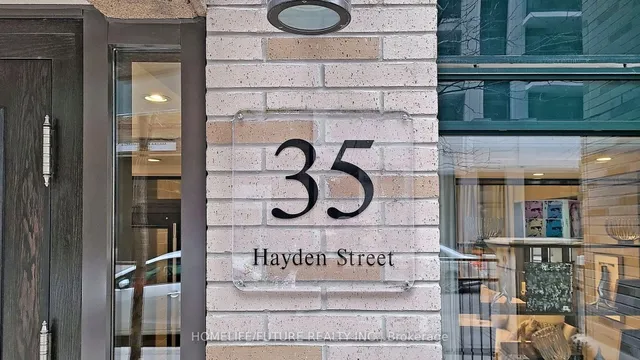 35
Hayden Street
HOMELIFE/FUTURE REALTY INC., Brokerage